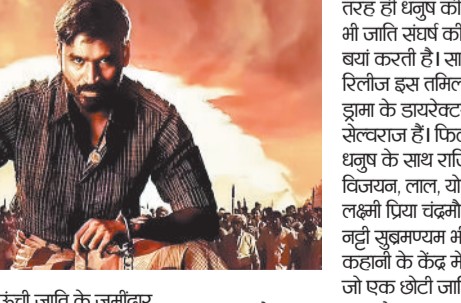 तरह ही धनुष की
भी जाति संघर्ष की
बयां करती है। सा
रिलीज इस तमिल
ड्रामा के डायरेक्ट
सेल्वराज हैं। फिल
धनुष के साथ राजि
विजयन, लाल, यो
लक्ष्मी प्रिया चंद्रमौ
नट्टी सुब्रमण्यम भ
कहानी के केंद्र मे
जो एक छोटी जाति
ऊंची जाति के जमींदार